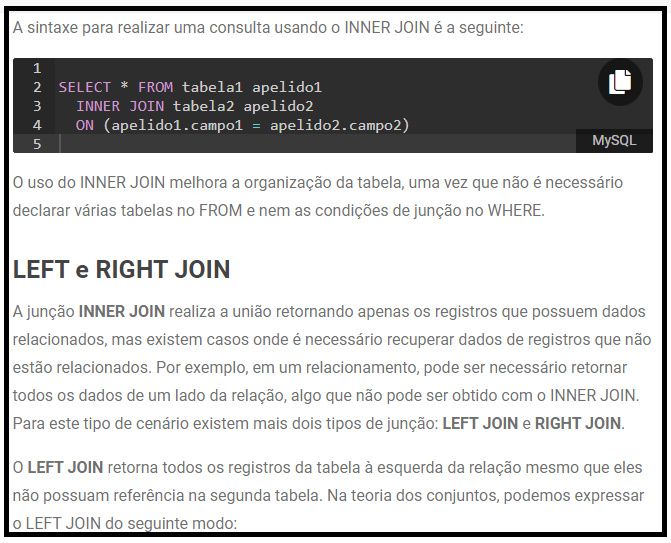 A sintaxe para realizar uma consulta usando o INNER JOIN é a seguinte:
1
2 SELECT * FROM tabela1 apelido1
3 INNER JOIN tabela2 apelido2
4 ON (apelido1.campo1 = apelido2.campo2)
5
MySQL
O uso do INNER JOIN melhora a organização da tabela, uma vez que não é necessário
declarar várias tabelas no FROM e nem as condições de junção no WHERE.
LEFT e RIGHT JOIN
A junção INNER JOIN realiza a união retornando apenas os registros que possuem dados
relacionados, mas existem casos onde é necessário recuperar dados de registros que não
estão relacionados. Por exemplo, em um relacionamento, pode ser necessário retornar
todos os dados de um lado da relação, algo que não pode ser obtido com o INNER JOIN.
Para este tipo de cenário existem mais dois tipos de junção: LEFT JOIN e RIGHT JOIN.
O LEFT JOIN retorna todos os registros da tabela à esquerda da relação mesmo que eles
não possuam referência na segunda tabela. Na teoria dos conjuntos, podemos expressar
o LEFT JOIN do seguinte modo: